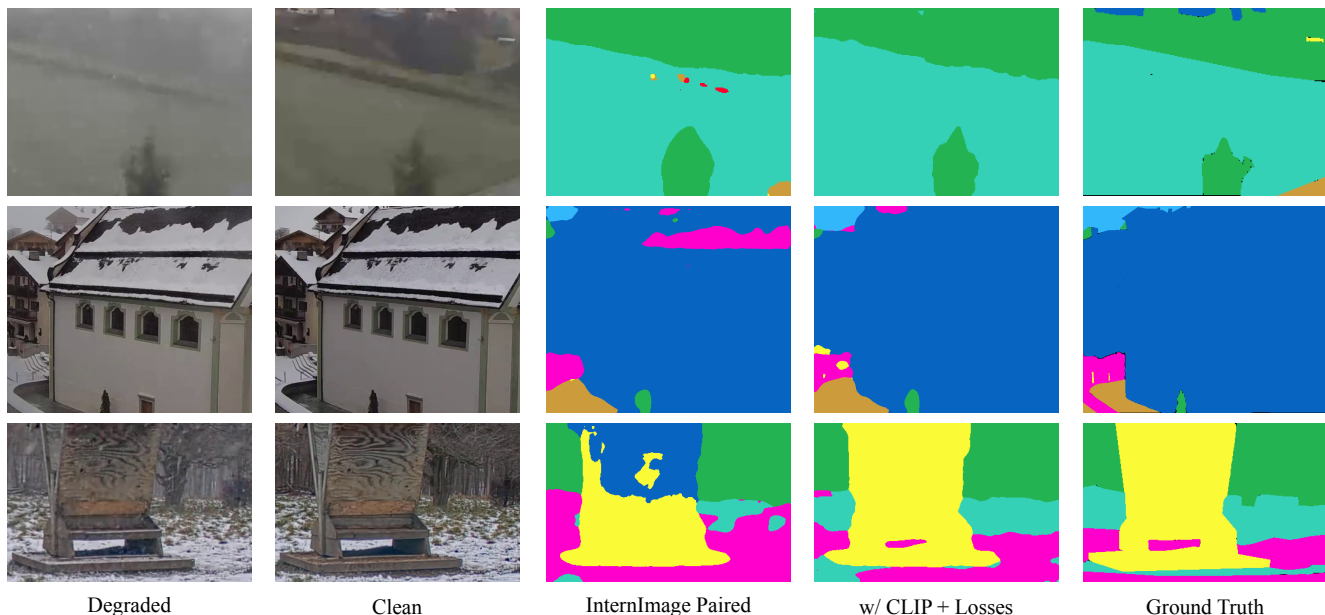 Degraded
Clean
InternImage Paired
w/ CLIP + Losses
Ground Truth